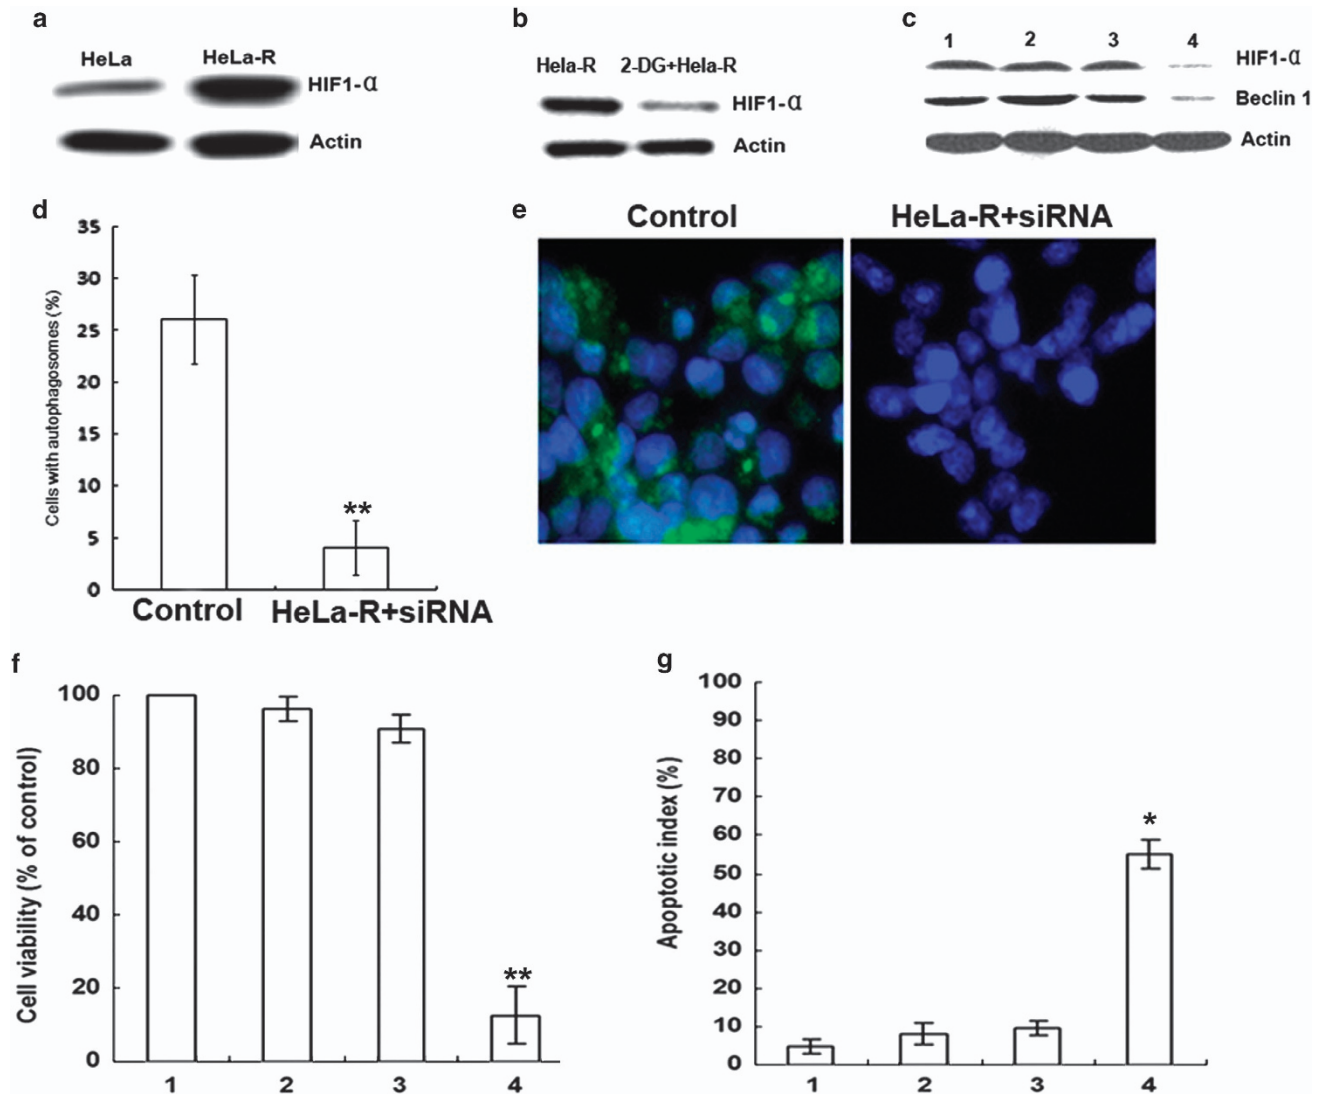 a
HeLa HeLa-R
HIF1-α
Actin
b
Hela-R 2-DG+Hela-R
HIF1-α
Actin
c
1 2 3 4
HIF1-α
Beclin 1
Actin
d
Cells with autophagosomes (%)
35
30
25
20
15
10
5
0
**
Control HeLa-R+siRNA
e
Control HeLa-R+siRNA
f
Cell viability (% of control)
100
80
60
40
20
0
**
1 2 3 4
g
Apoptotic index (%)
100
90
80
70
60
50
40
30
20
10
0
*
1 2 3 4